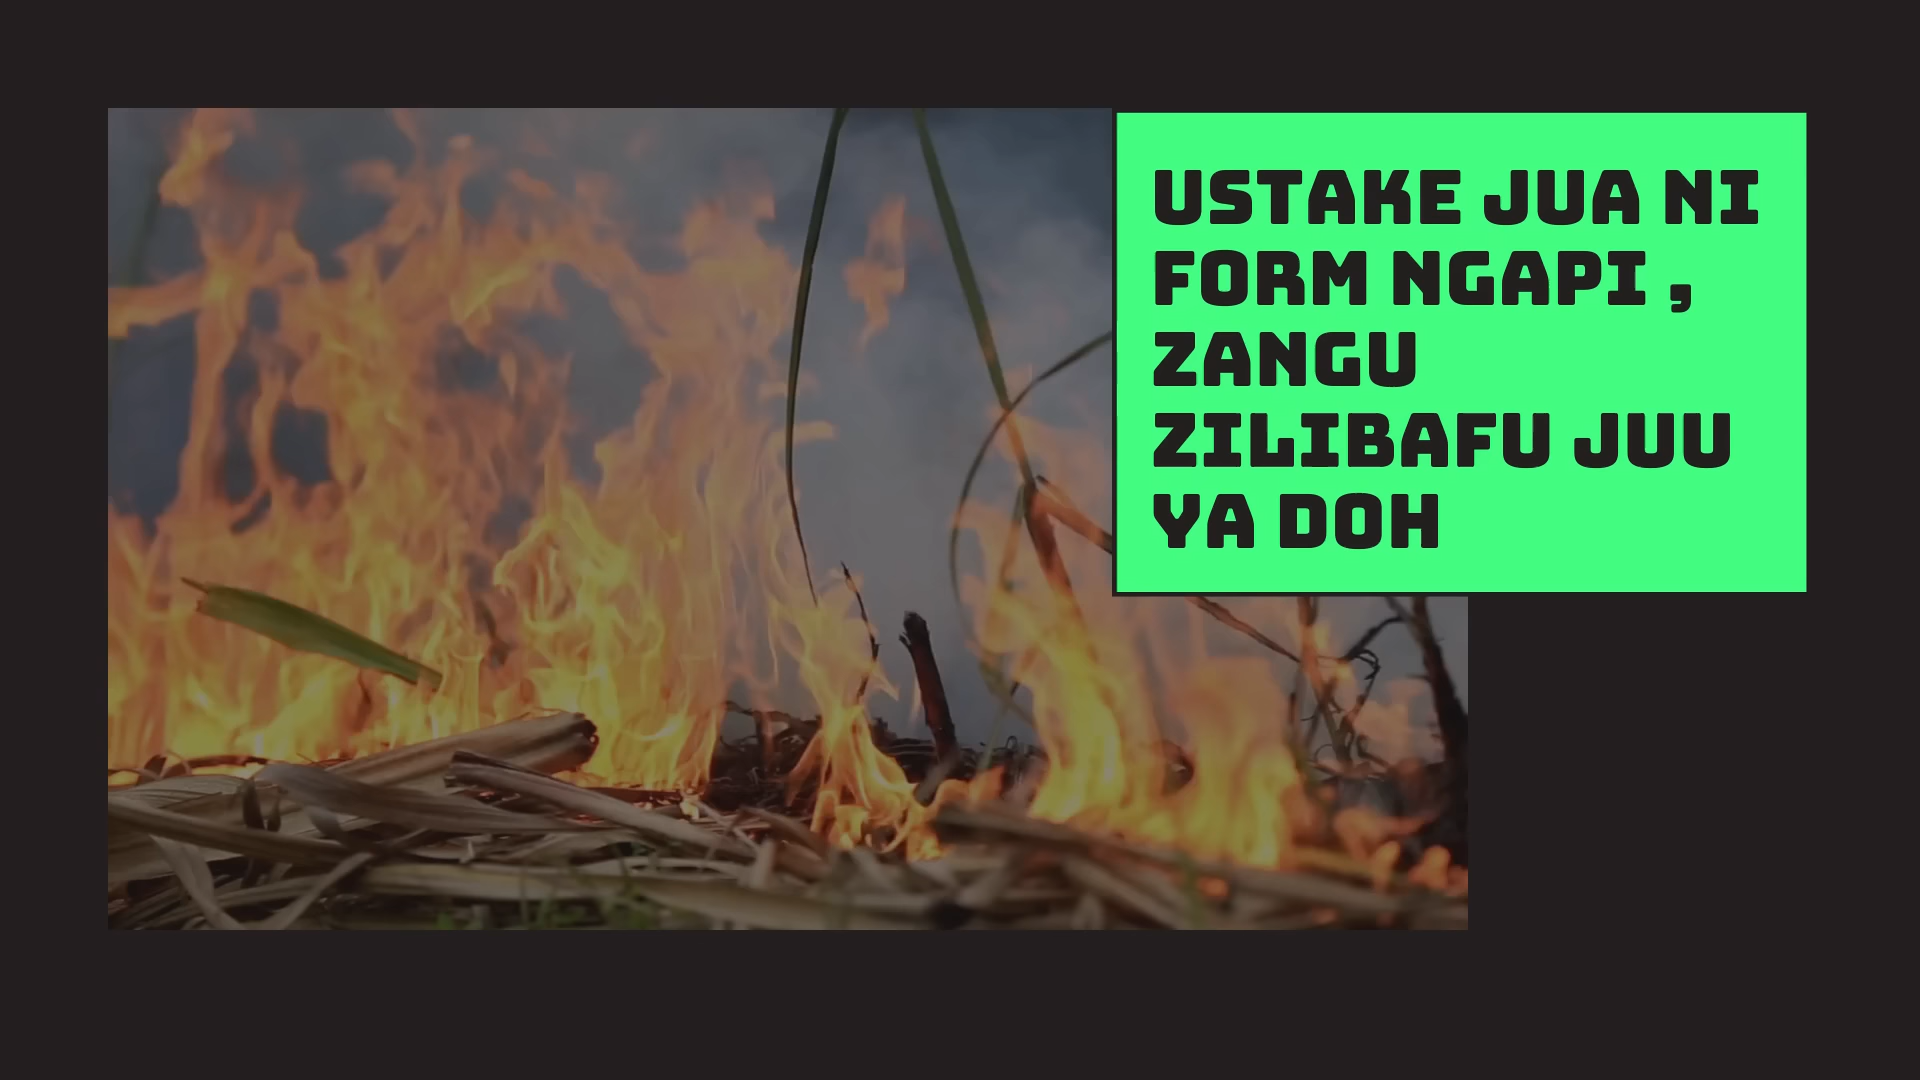 USTAKE JUA NI
FORM NGAPI ,
ZANGU
ZILIBAFU JUU
YA DOH